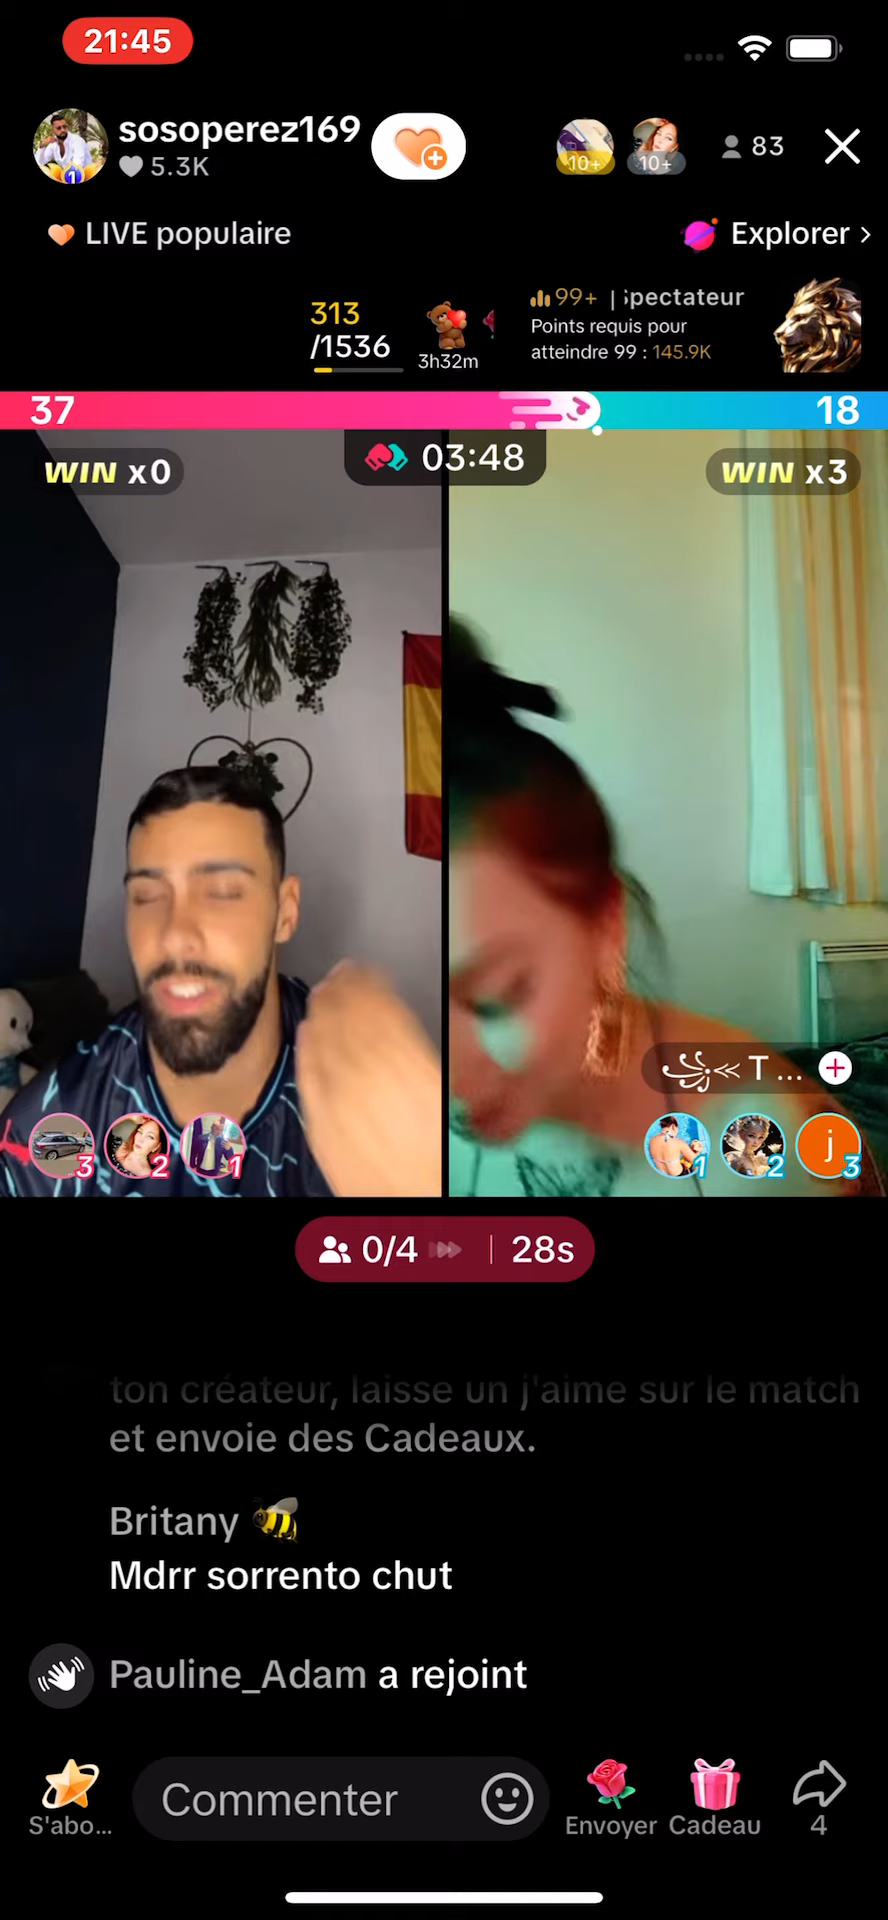 21:45
sosoperez169
5.3K
1
10+
10+
83
LIVE populaire
Explorer
313
/1536
3h32m
99+ | Spectateur
Points requis pour
atteindre 99 : 145.9K
37
18
WIN x0
03:48
WIN x3
T ...
3
2
1
1
2
j
3
0/4
28s
ton créateur, laisse un j'aime sur le match
et envoie des Cadeaux.
Britany
Mdrr sorrento chut
Pauline_Adam a rejoint
S'abo...
Commenter
Envoyer
Cadeau
4